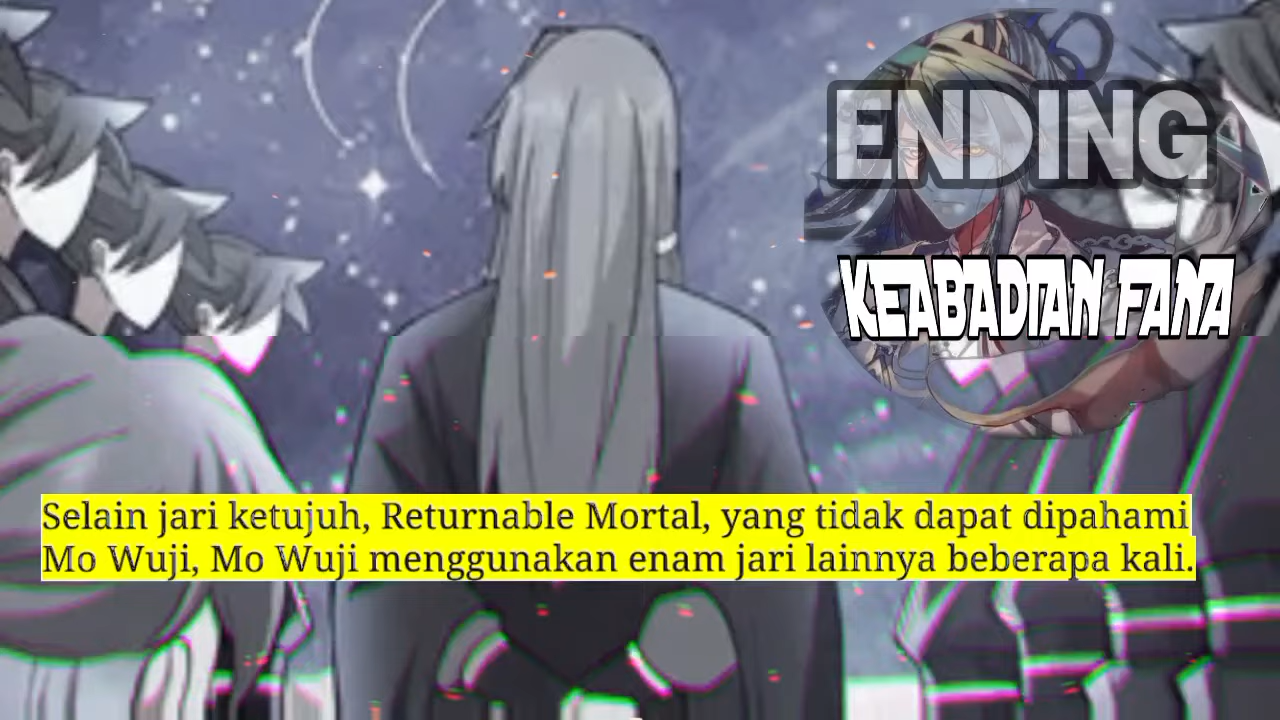 ENDING
KEABADIAN FANA
Selain jari ketujuh, Returnable Mortal, yang tidak dapat dipahami
Mo Wuji, Mo Wuji menggunakan enam jari lainnya beberapa kali.